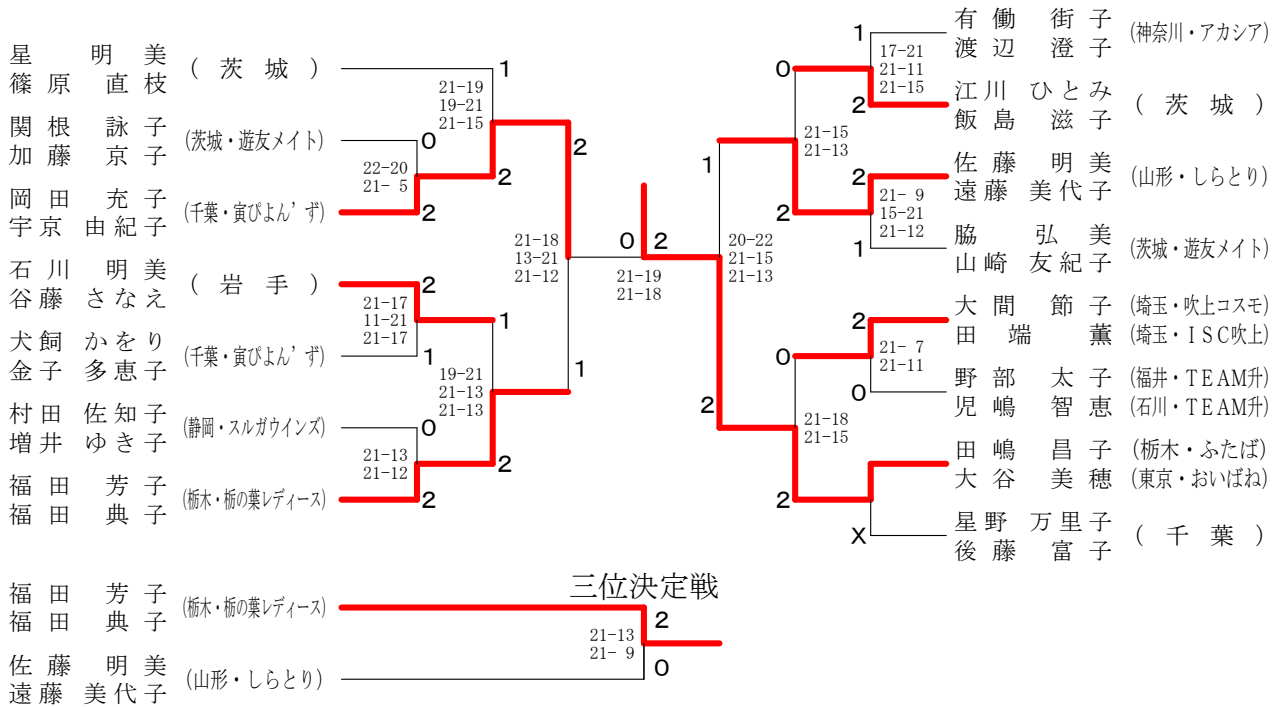 星 明 美
篠 原 直 枝
( 茨 城 )
関 根 詠 子
加 藤 京 子
(茨城・遊友メイト)
岡 田 充 子
宇京 由紀子
(千葉・寅ぴよん’ず)
石 川 明 美
谷藤 さなえ
( 岩 手 )
犬飼 かをり
金子 多恵子
(千葉・寅ぴよん’ず)
村田 佐知子
増井 ゆき子
(静岡・スルガウインズ)
福 田 芳 子
福 田 典 子
(栃木・栃の葉レディース)
1
21-19
19-21
21-15
0
22-20
21- 5
2
2
2
21-18
13-21
21-12
2
21-17
11-21
21-17
1
1
19-21
21-13
21-13
1
0
21-13
21-12
2
2
0
2
21-19
21-18
有 働 街 子
渡 辺 澄 子
(神奈川・アカシア)
江川 ひとみ
飯 島 滋 子
( 茨 城 )
佐 藤 明 美
遠藤 美代子
(山形・しらとり)
脇 弘 美
山崎 友紀子
(茨城・遊友メイト)
大 間 節 子
(埼玉・吹上コスモ)
田 端 薫
(埼玉・ISC吹上)
野 部 太 子
(福井・TEAM升)
児 嶋 智 恵
(石川・TEAM升)
田 嶋 昌 子
(栃木・ふたば)
大 谷 美 穂
(東京・おいばね)
星野 万里子
後 藤 富 子
( 千 葉 )
1
17-21
21-11
21-15
2
0
21-15
21-13
2
2
21- 9
15-21
21-12
1
1
20-22
21-15
21-13
2
2
21- 7
21-11
0
0
21-18
21-15
2
X
三位決定戦
福 田 芳 子
福 田 典 子
(栃木・栃の葉レディース)
2
21-13
21- 9
0
佐 藤 明 美
遠藤 美代子
(山形・しらとり)